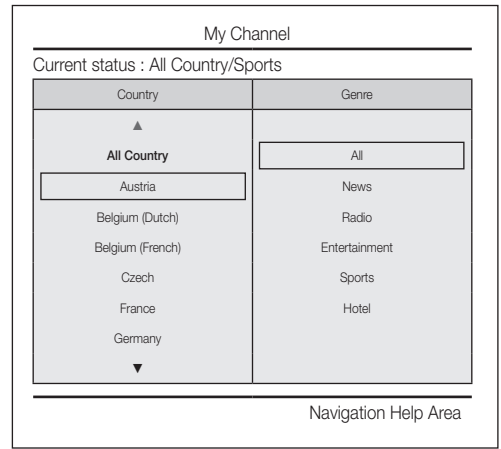 My Channel
Current status : All Country/Sports
Country Genre
▲
All Country All
Austria News
Belgium (Dutch) Radio
Belgium (French) Entertainment
Czech Sports
France Hotel
Germany
▼
Navigation Help Area